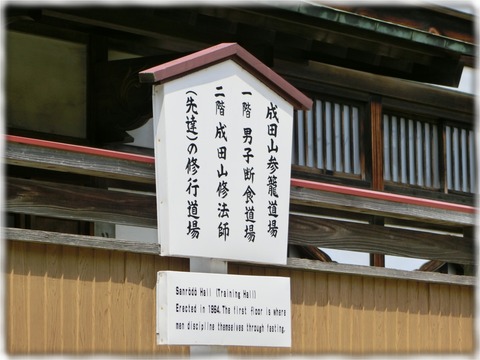 成田山参籠道場
一階 男子断食道場
二階 成田山修法師
(先達)の修行道場
Sanrōdō Hall (Training Hall)
Erected in 1964. The first floor is where
men discipline themselves through fasting.